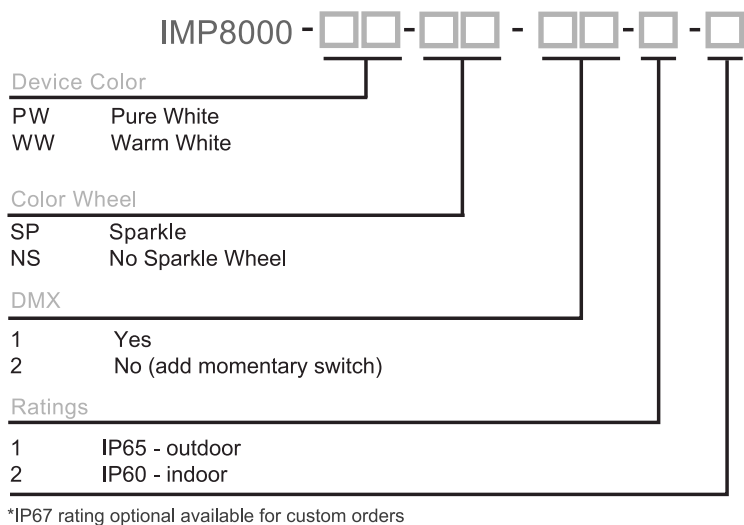 IMP8000 - □□ - □□ - □□ - □ - □
Device Color
PW Pure White
WW Warm White
Color Wheel
SP Sparkle
NS No Sparkle Wheel
DMX
1 Yes
2 No (add momentary switch)
Ratings
1 IP65 - outdoor
2 IP60 - indoor
*IP67 rating optional available for custom orders